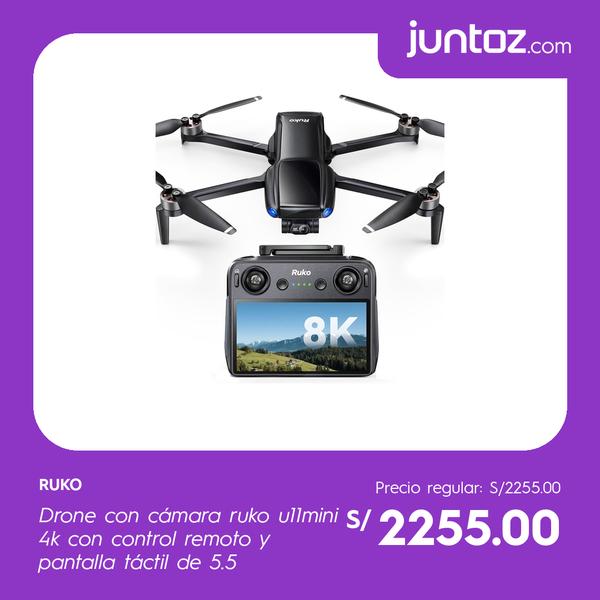 juntoz.com
Ruko
Ruko
8K
RUKO
Precio regular: S/2255.00
Drone con cámara ruko u11mini
4k con control remoto y
pantalla táctil de 5.5
S/ 2255.00